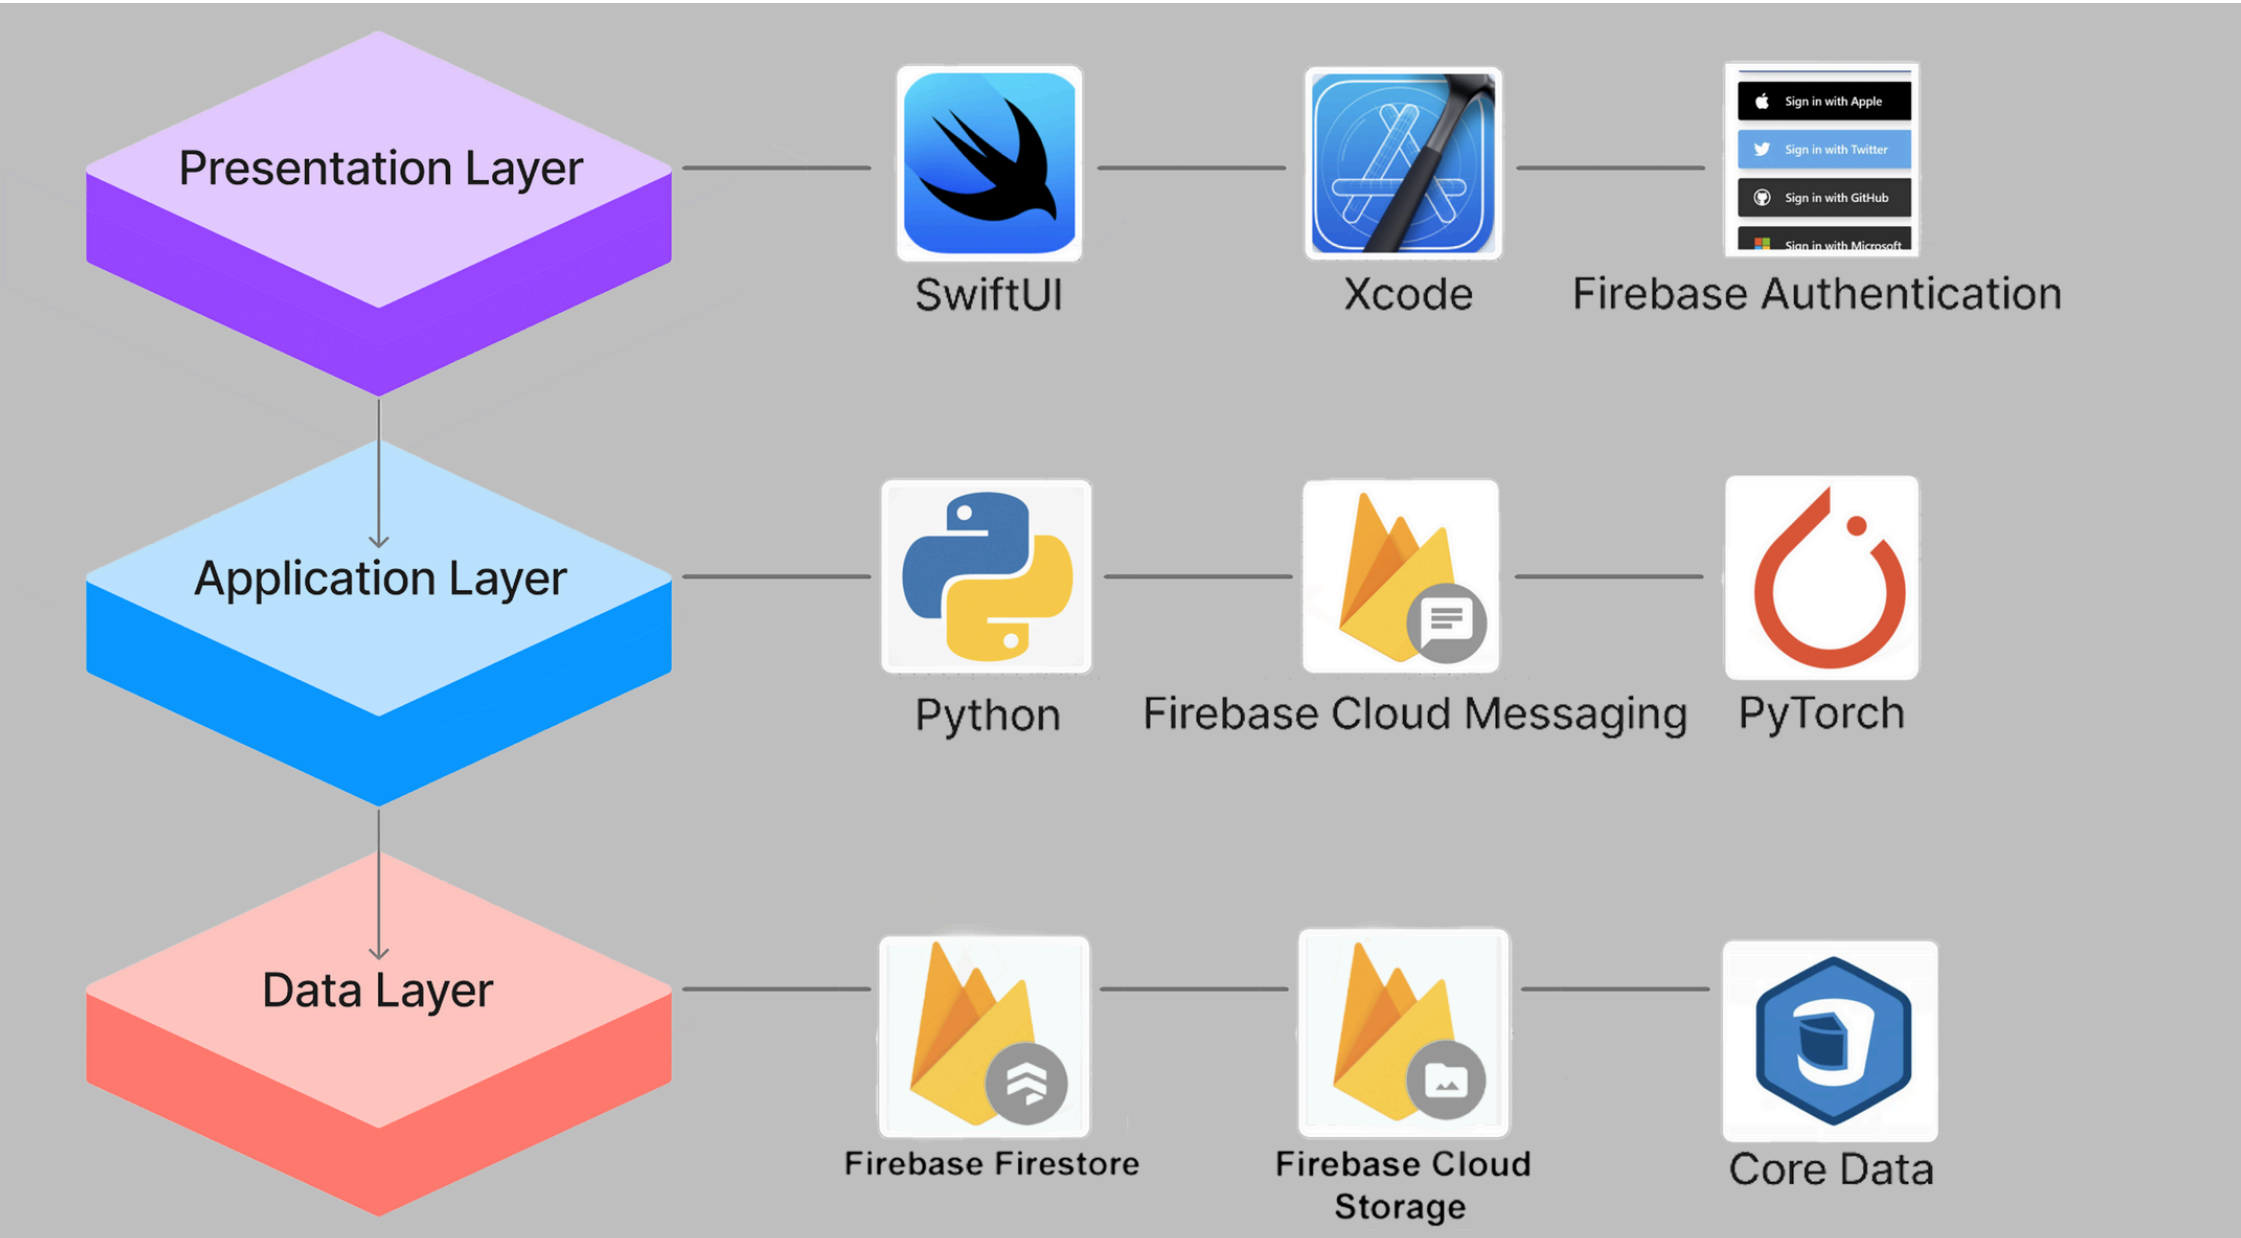 Presentation Layer
Sign in with Apple
Sign in with Twitter
Sign in with GitHub
Sign in with Microsoft
SwiftUI
Xcode
Firebase Authentication
Application Layer
Python
Firebase Cloud Messaging
PyTorch
Data Layer
Firebase Firestore
Firebase Cloud
Storage
Core Data